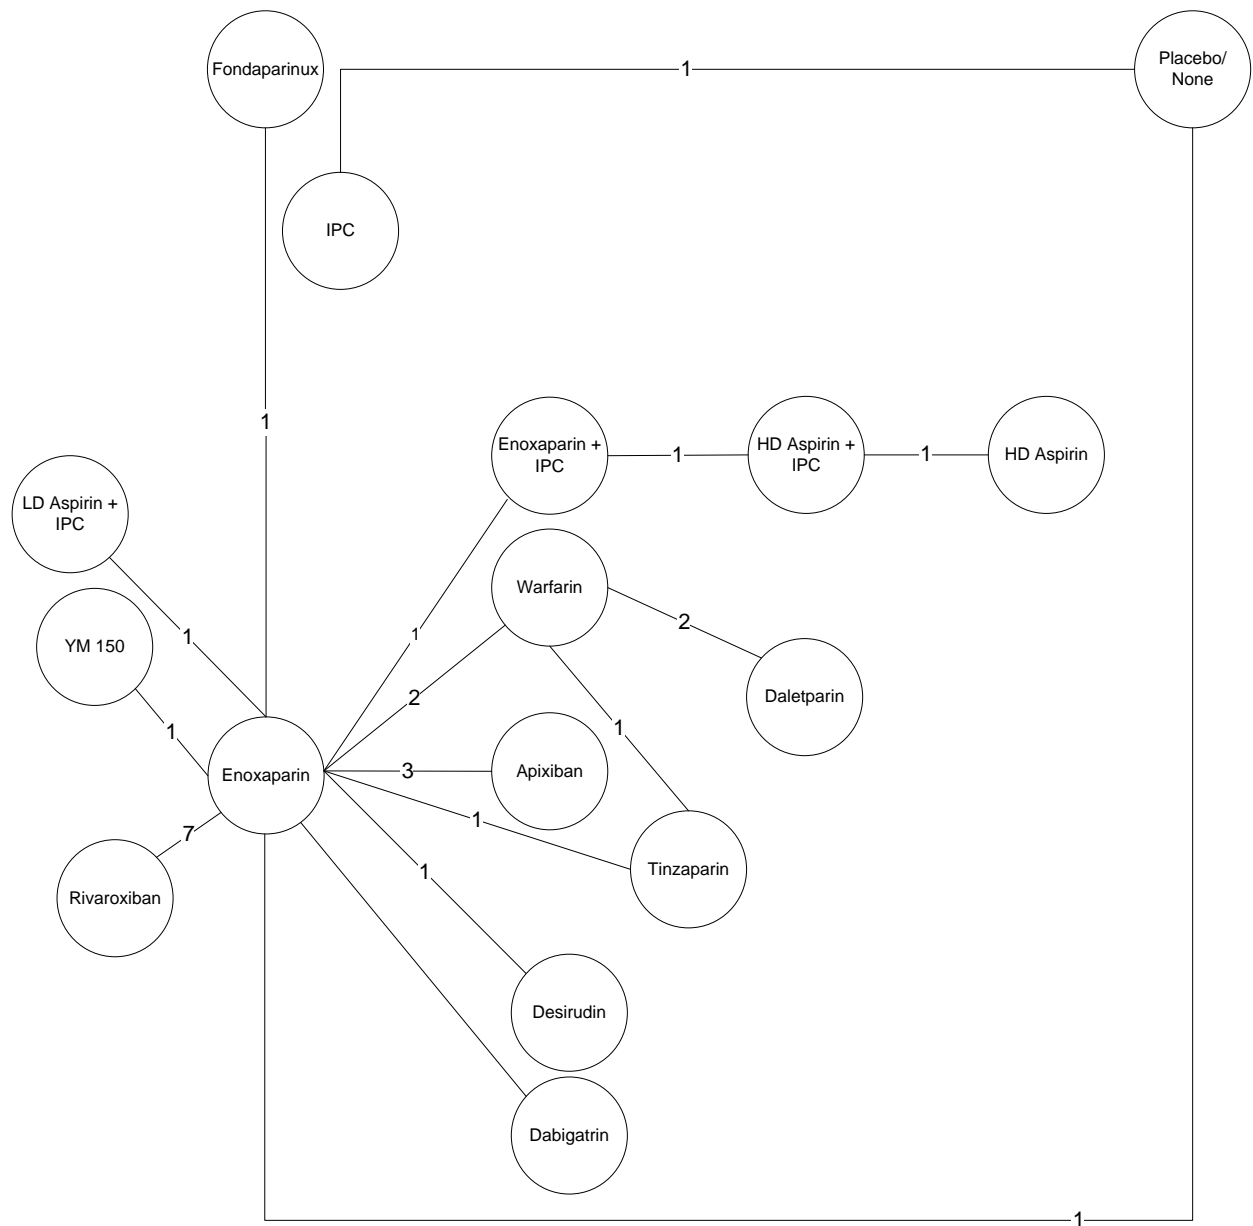 Fondaparinux
1
Placebo/
None
IPC
1
Enoxaparin +
IPC
1
HD Aspirin +
IPC
1
HD Aspirin
LD Aspirin +
IPC
Warfarin
1
1
2
YM 150
2
Daletparin
1
1
Enoxaparin
3
Apixiban
7
1
Tinzaparin
1
Rivaroxiban
Desirudin
Dabigatrin
1